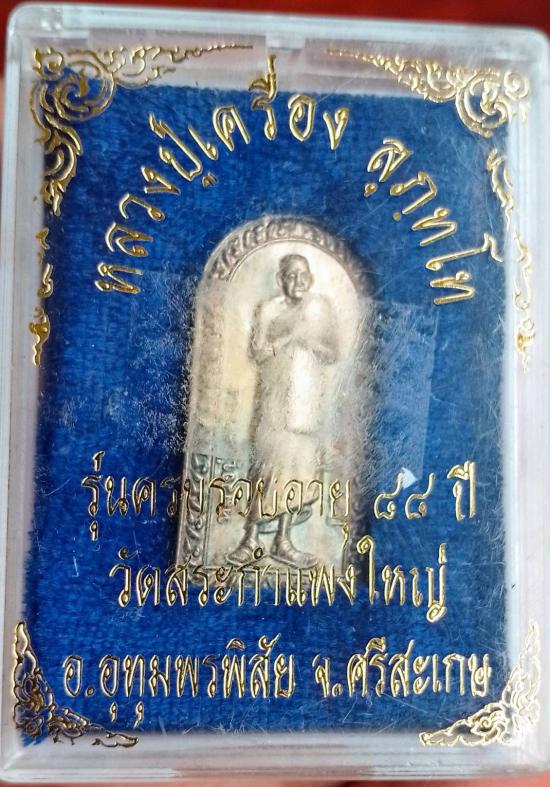 หลวงปู่เครื่อง สุภทฺโท
รุ่นครบรอบอายุ ๘๘ ปี
วัดสระกำแพงใหญ่
อ.อุทุมพรพิสัย จ.ศรีสะเกษ